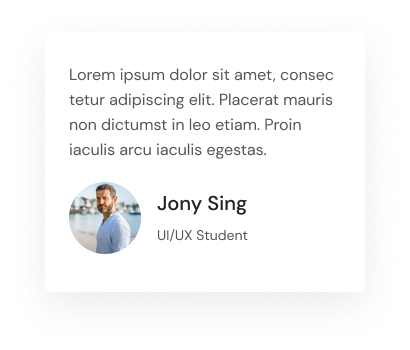 Lorem ipsum dolor sit amet, consec
tetur adipiscing elit. Placerat mauris
non dictumst in leo etiam. Proin
iaculis arcu iaculis egestas.
Jony Sing
UI/UX Student